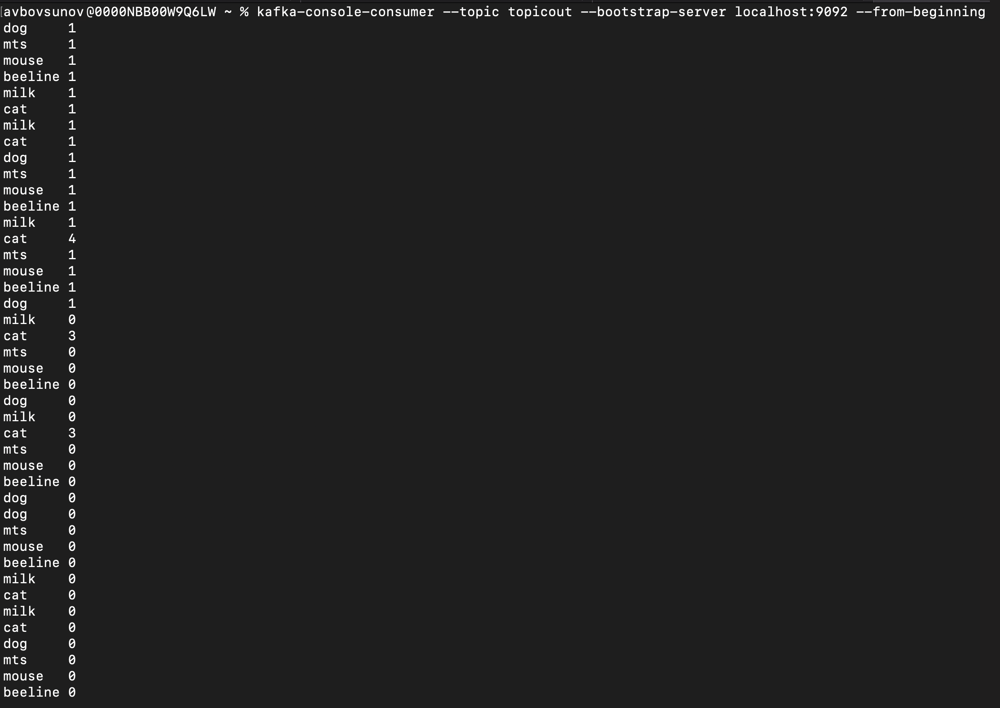 [avbovsunov@0000NBB00W9Q6LW ~ % kafka-console-consumer --topic topicout --bootstrap-server localhost:9092 --from-beginning
dog     1
mts     1
mouse   1
beeline 1
milk    1
cat     1
milk    1
cat     1
dog     1
mts     1
mouse   1
beeline 1
milk    1
cat     4
mts     1
mouse   1
beeline 1
dog     1
milk    0
cat     3
mts     0
mouse   0
beeline 0
dog     0
milk    0
cat     3
mts     0
mouse   0
beeline 0
dog     0
dog     0
mts     0
mouse   0
beeline 0
milk    0
cat     0
milk    0
cat     0
dog     0
mts     0
mouse   0
beeline 0